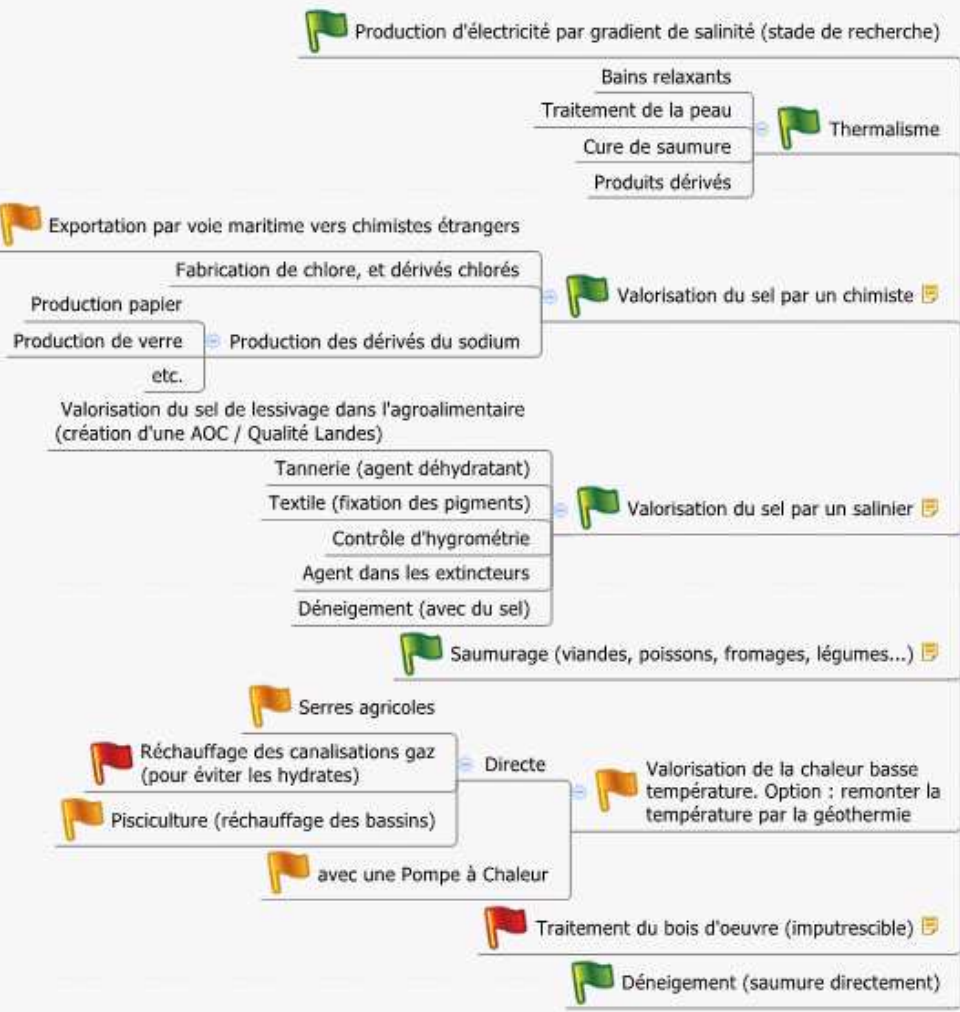 Production d'électricité par gradient de salinité (stade de recherche)
Bains relaxants
Traitement de la peau
Cure de saumure
Produits dérivés
Thermalisme
Exportation par voie maritime vers chimistes étrangers
Fabrication de chlore, et dérivés chlorés
Production papier
Production de verre
etc.
Production des dérivés du sodium
Valorisation du sel par un chimiste
Valorisation du sel de lessivage dans l'agroalimentaire
(création d'une AOC / Qualité Landes)
Tannerie (agent déhydratant)
Textile (fixation des pigments)
Contrôle d'hygrométrie
Agent dans les extincteurs
Déneigement (avec du sel)
Valorisation du sel par un salinier
Saumurage (viandes, poissons, fromages, légumes...)
Serres agricoles
Réchauffage des canalisations gaz
(pour éviter les hydrates)
Pisciculture (réchauffage des bassins)
Directe
avec une Pompe à Chaleur
Valorisation de la chaleur basse
température. Option : remonter la
température par la géothermie
Traitement du bois d'oeuvre (imputrescible)
Déneigement (saumure directement)